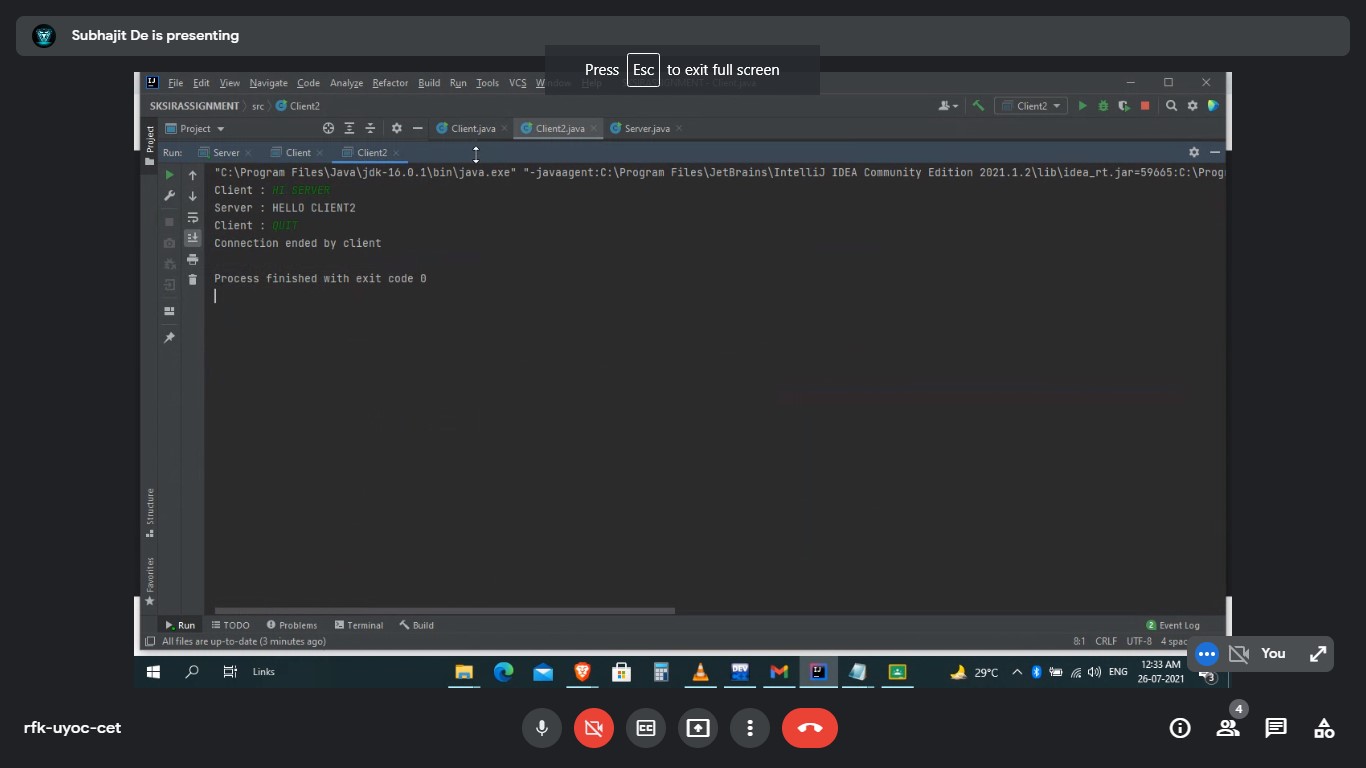 Subhajit De is presenting
Press Esc to exit full screen
File Edit View Navigate Code Analyze Refactor Build Run Tools VCS Window Help
SKSIRASSIGNMENT src Client2
Client2
Project
Project
Client.java Client2.java Server.java
Run: Server Client Client2
"C:\Program Files\Java\jdk-16.0.1\bin\java.exe" "-javaagent:C:\Program Files\JetBrains\IntelliJ IDEA Community Edition 2021.1.2\lib\idea_rt.jar=59665:C:\Prog
Client : HI SERVER
Server : HELLO CLIENT2
Client : QUIT
Connection ended by client
Process finished with exit code 0
Structure
Favorites
Run TODO Problems Terminal Build
2 Event Log
All files are up-to-date (3 minutes ago)
8:1 CRLF UTF-8 4 spac
You
Links
DEV
29°C
ENG
12:33 AM
26-07-2021
3
rfk-uyoc-cet
4